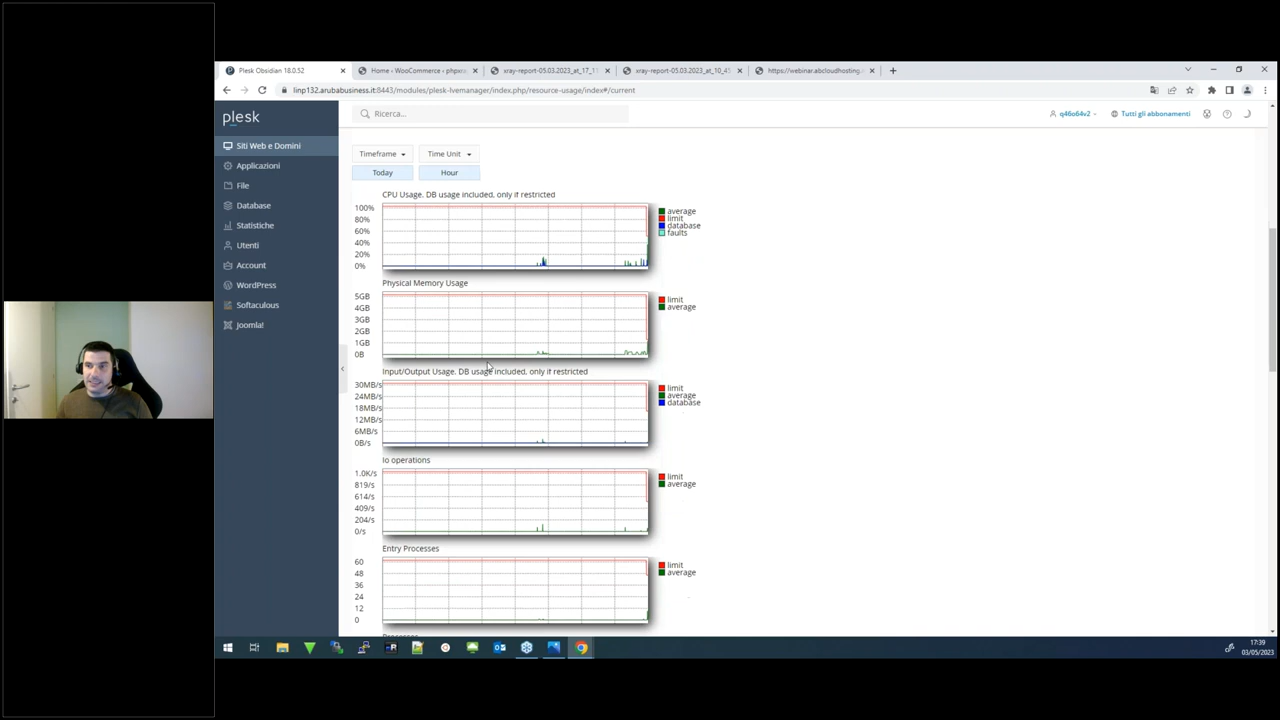 Plesk Obsidian 18.0.52
Home ‹ WooCommerce ‹ phpx
xray-report-05.03.2023_at_17_11
xray-report-05.03.2023_at_10_45
https://webinar.abcloudhosting.
linp132.arubabusiness.it:8443/modules/plesk-lvemanager/index.php/resource-usage/index#/current
plesk
Ricerca...
q46o64v2
Tutti gli abbonamenti
Siti Web e Domini
Applicazioni
File
Database
Statistiche
Utenti
Account
WordPress
Softaculous
Joomla!
Timeframe
Time Unit
Today
Hour
CPU Usage. DB usage included, only if restricted
100%
80%
60%
40%
20%
0%
average
limit
database
faults
Physical Memory Usage
5GB
4GB
3GB
2GB
1GB
0B
limit
average
Input/Output Usage. DB usage included, only if restricted
30MB/s
24MB/s
18MB/s
12MB/s
6MB/s
0B/s
limit
average
database
Io operations
1.0K/s
819/s
614/s
409/s
204/s
0/s
limit
average
Entry Processes
60
48
36
24
12
0
limit
average
Processes
17:39
03/05/2023